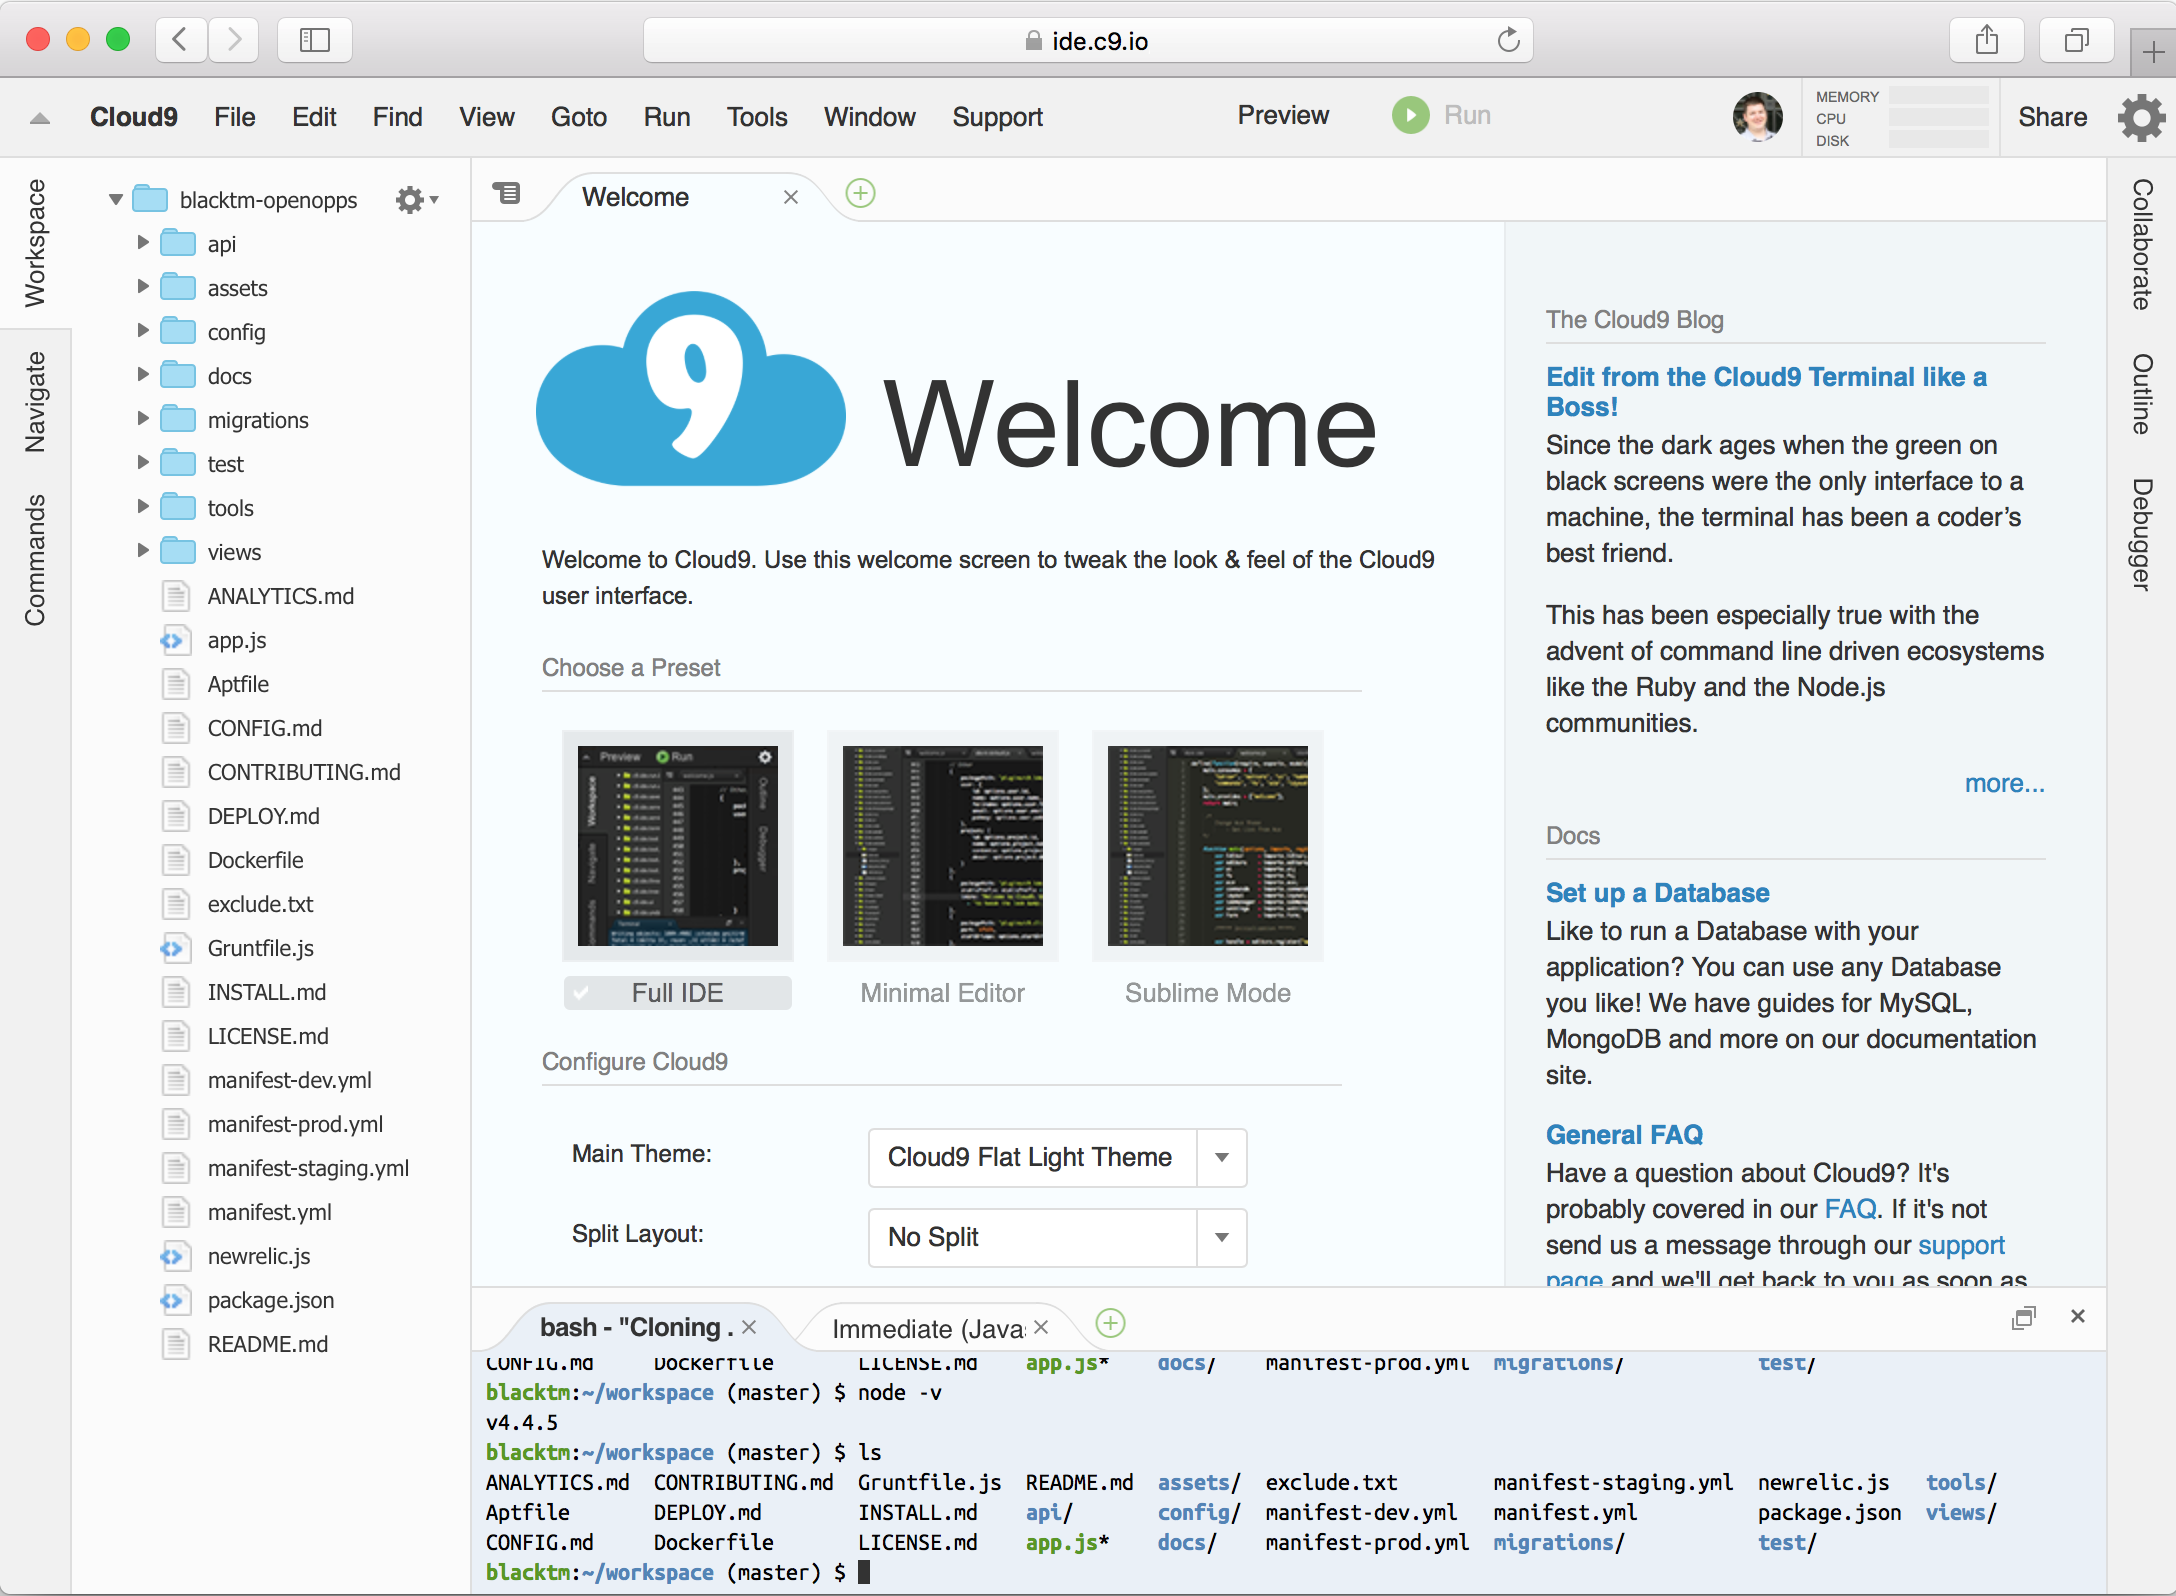 ide.c9.io
Cloud9 File Edit Find View Goto Run Tools Window Support Preview Run
MEMORY
CPU
DISK
Share
Workspace
Navigate
Commands
blacktm-openopps
api
assets
config
docs
migrations
test
tools
views
ANALYTICS.md
app.js
Aptfile
CONFIG.md
CONTRIBUTING.md
DEPLOY.md
Dockerfile
exclude.txt
Gruntfile.js
INSTALL.md
LICENSE.md
manifest-dev.yml
manifest-prod.yml
manifest-staging.yml
manifest.yml
newrelic.js
package.json
README.md
Welcome
9
Welcome
Welcome to Cloud9. Use this welcome screen to tweak the look & feel of the Cloud9
user interface.
Choose a Preset
Preview Run
Workspace
Navigate
Outline
Debugger
Full IDE
Minimal Editor
Sublime Mode
Configure Cloud9
Main Theme: Cloud9 Flat Light Theme
Split Layout: No Split
The Cloud9 Blog
Edit from the Cloud9 Terminal like a
Boss!
Since the dark ages when the green on
black screens were the only interface to a
machine, the terminal has been a coder’s
best friend.
This has been especially true with the
advent of command line driven ecosystems
like the Ruby and the Node.js
communities.
more...
Docs
Set up a Database
Like to run a Database with your
application? You can use any Database
you like! We have guides for MySQL,
MongoDB and more on our documentation
site.
General FAQ
Have a question about Cloud9? It's
probably covered in our FAQ. If it's not
send us a message through our support
page and we'll get back to you as soon as
Collaborate
Outline
Debugger
bash - "Cloning . Immediate (Javas
CONFIG.md Dockerfile LICENSE.md app.js* docs/ manifest-prod.yml migrations/ test/
blacktm:~/workspace (master) $ node -v
v4.4.5
blacktm:~/workspace (master) $ ls
ANALYTICS.md CONTRIBUTING.md Gruntfile.js README.md assets/ exclude.txt manifest-staging.yml newrelic.js tools/
Aptfile DEPLOY.md INSTALL.md api/ config/ manifest-dev.yml manifest.yml package.json views/
CONFIG.md Dockerfile LICENSE.md app.js* docs/ manifest-prod.yml migrations/ test/
blacktm:~/workspace (master) $